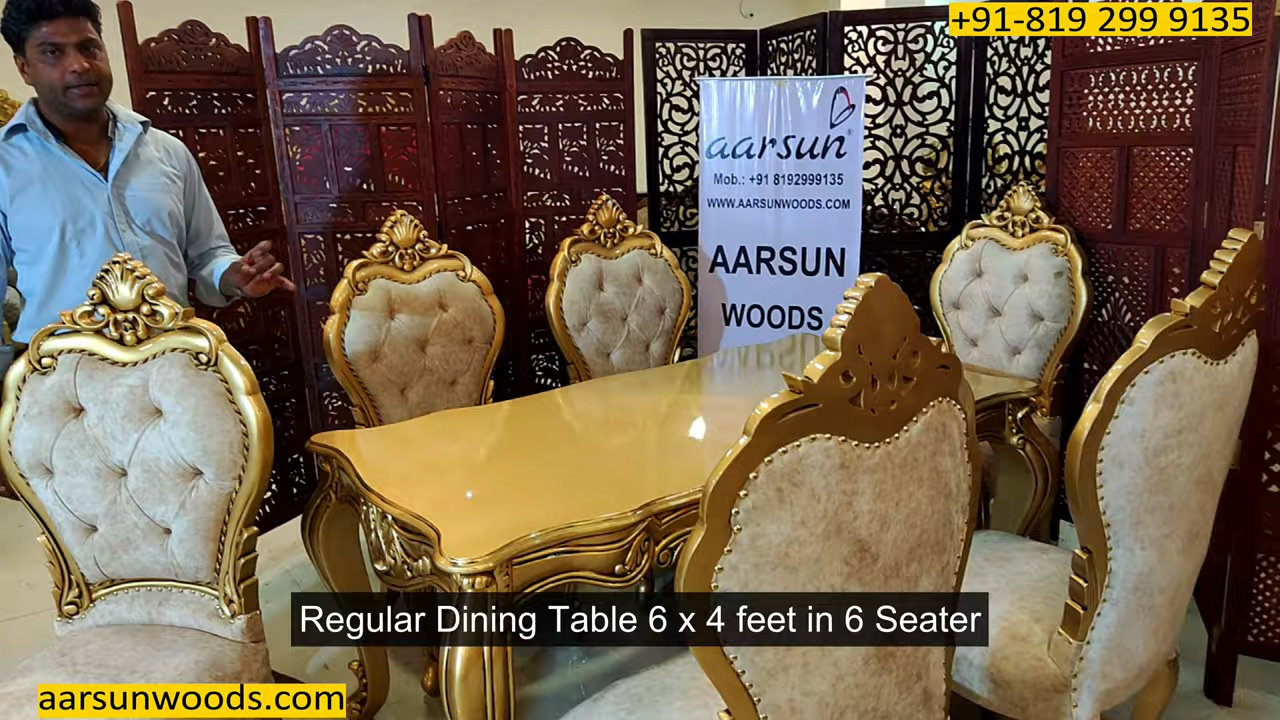 +91-819 299 9135
aarsun®
Mob.: +91 8192999135
WWW.AARSUNWOODS.COM
AARSUN
WOODS
Regular Dining Table 6 x 4 feet in 6 Seater
aarsunwoods.com